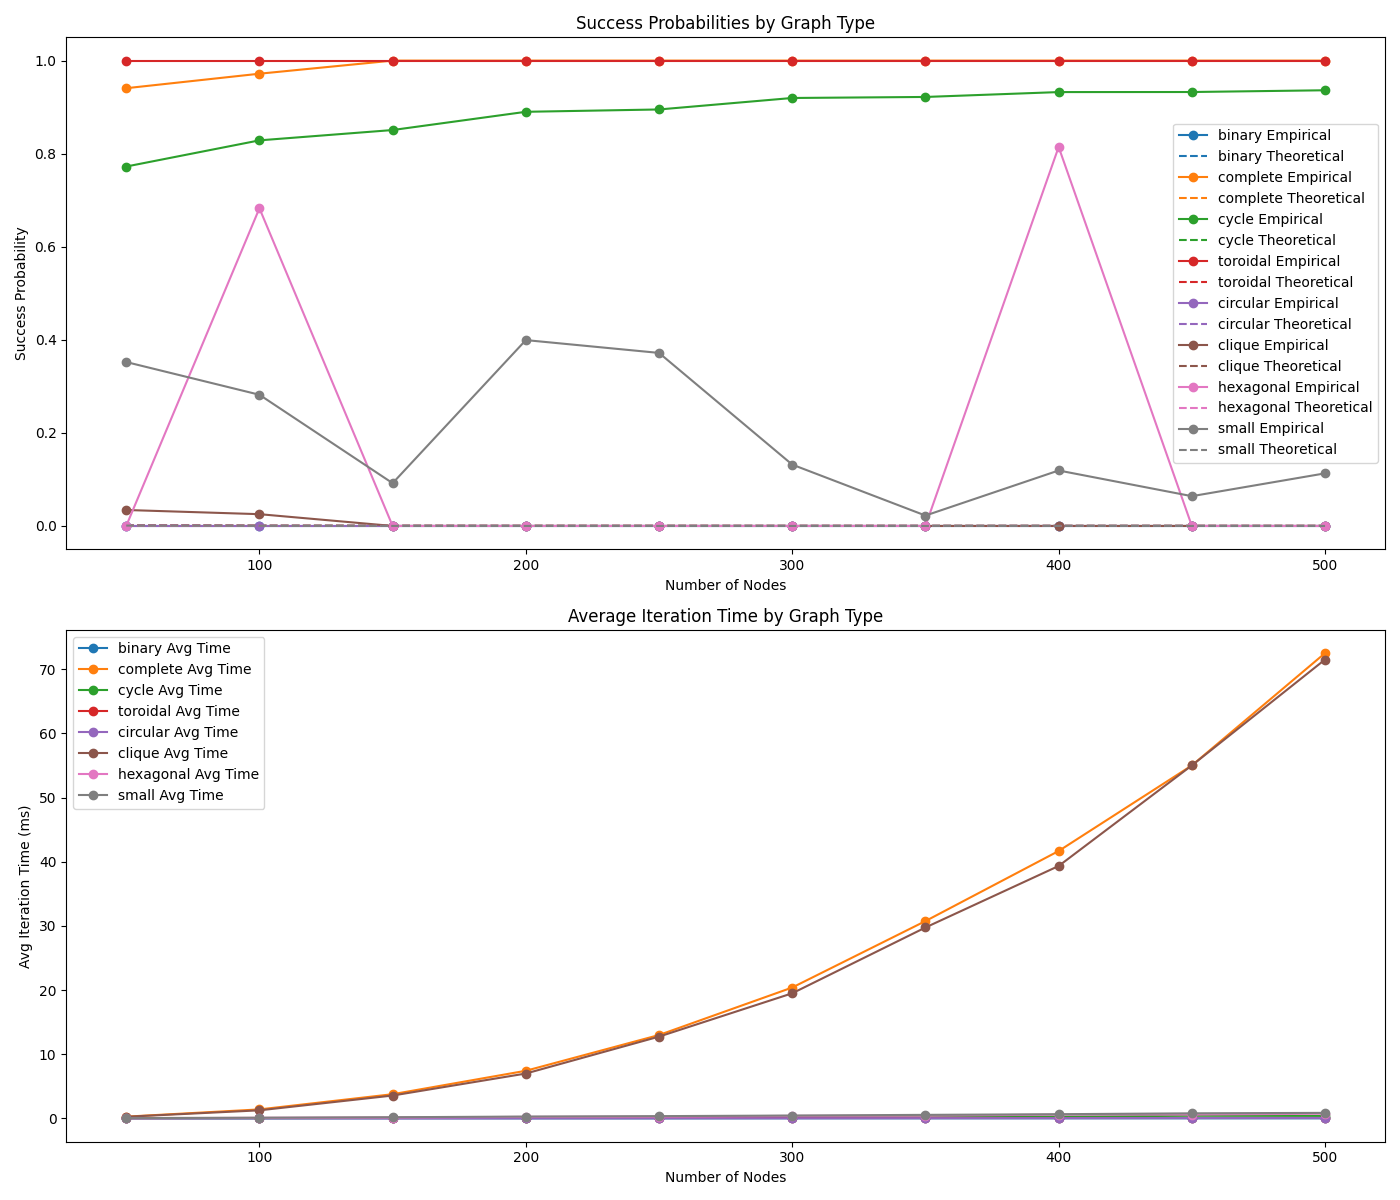 Success Probabilities by Graph Type
1.0
0.8
0.6
0.4
0.2
0.0
Success Probability
binary Empirical
binary Theoretical
complete Empirical
complete Theoretical
cycle Empirical
cycle Theoretical
toroidal Empirical
toroidal Theoretical
circular Empirical
circular Theoretical
clique Empirical
clique Theoretical
hexagonal Empirical
hexagonal Theoretical
small Empirical
small Theoretical
100 200 300 400 500
Number of Nodes
Average Iteration Time by Graph Type
70
60
50
40
30
20
10
0
Avg Iteration Time (ms)
binary Avg Time
complete Avg Time
cycle Avg Time
toroidal Avg Time
circular Avg Time
clique Avg Time
hexagonal Avg Time
small Avg Time
100 200 300 400 500
Number of Nodes